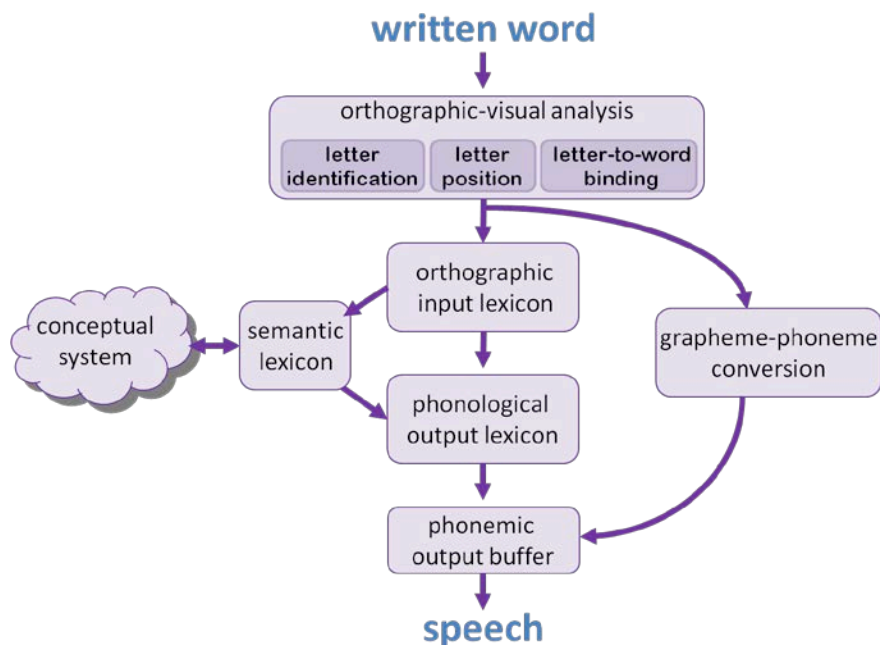 written word
orthographic-visual analysis
letter
identification
letter
position
letter-to-word
binding
orthographic
input lexicon
conceptual
system
semantic
lexicon
grapheme-phoneme
conversion
phonological
output lexicon
phonemic
output buffer
speech